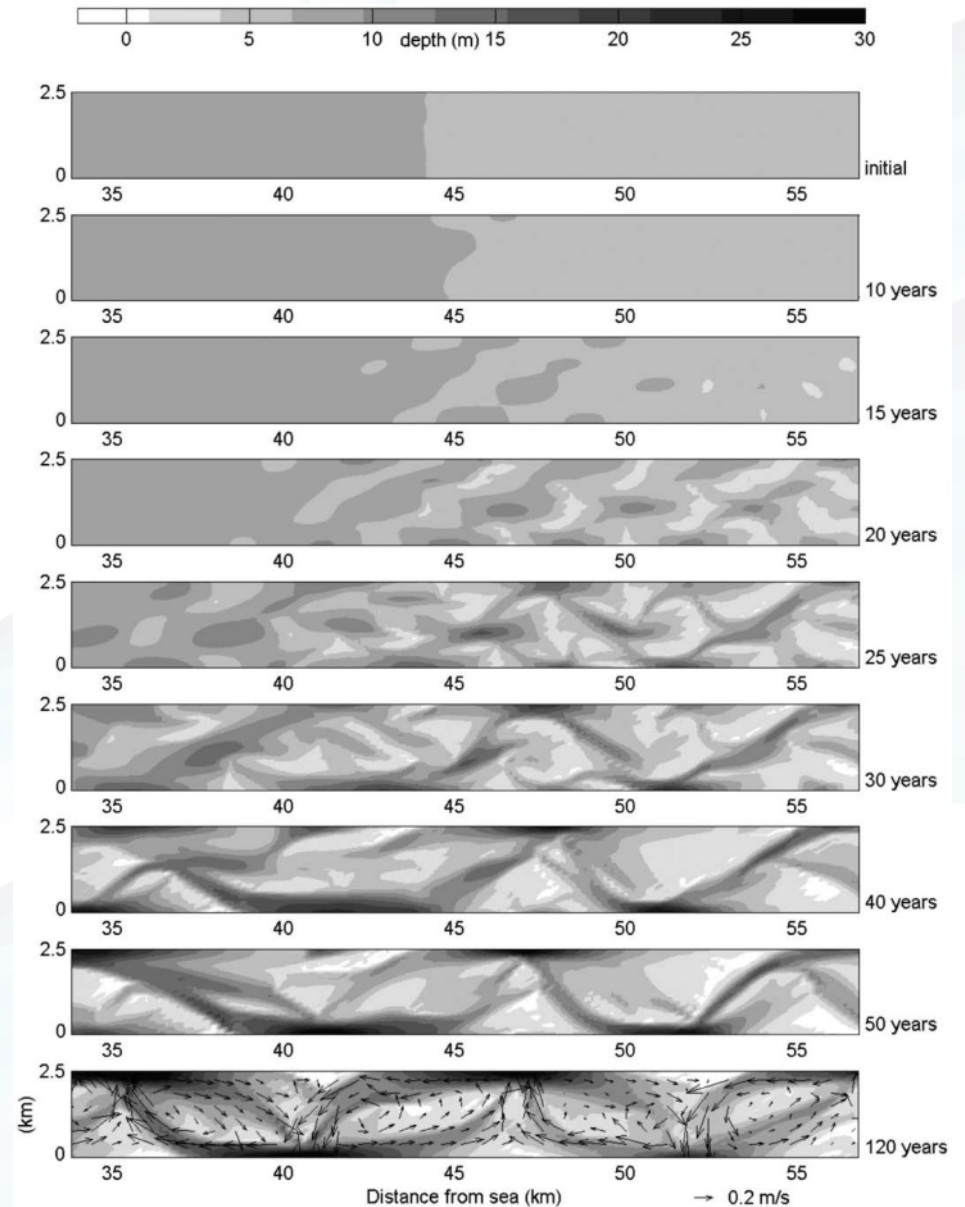 0 5 10 depth (m) 15 20 25 30
2.5
0
35 40 45 50 55
initial
2.5
0
35 40 45 50 55
10 years
2.5
0
35 40 45 50 55
15 years
2.5
0
35 40 45 50 55
20 years
2.5
0
35 40 45 50 55
25 years
2.5
0
35 40 45 50 55
30 years
2.5
0
35 40 45 50 55
40 years
2.5
0
35 40 45 50 55
50 years
2.5
0
(km)
35 40 45 50 55
120 years
Distance from sea (km)
0.2 m/s